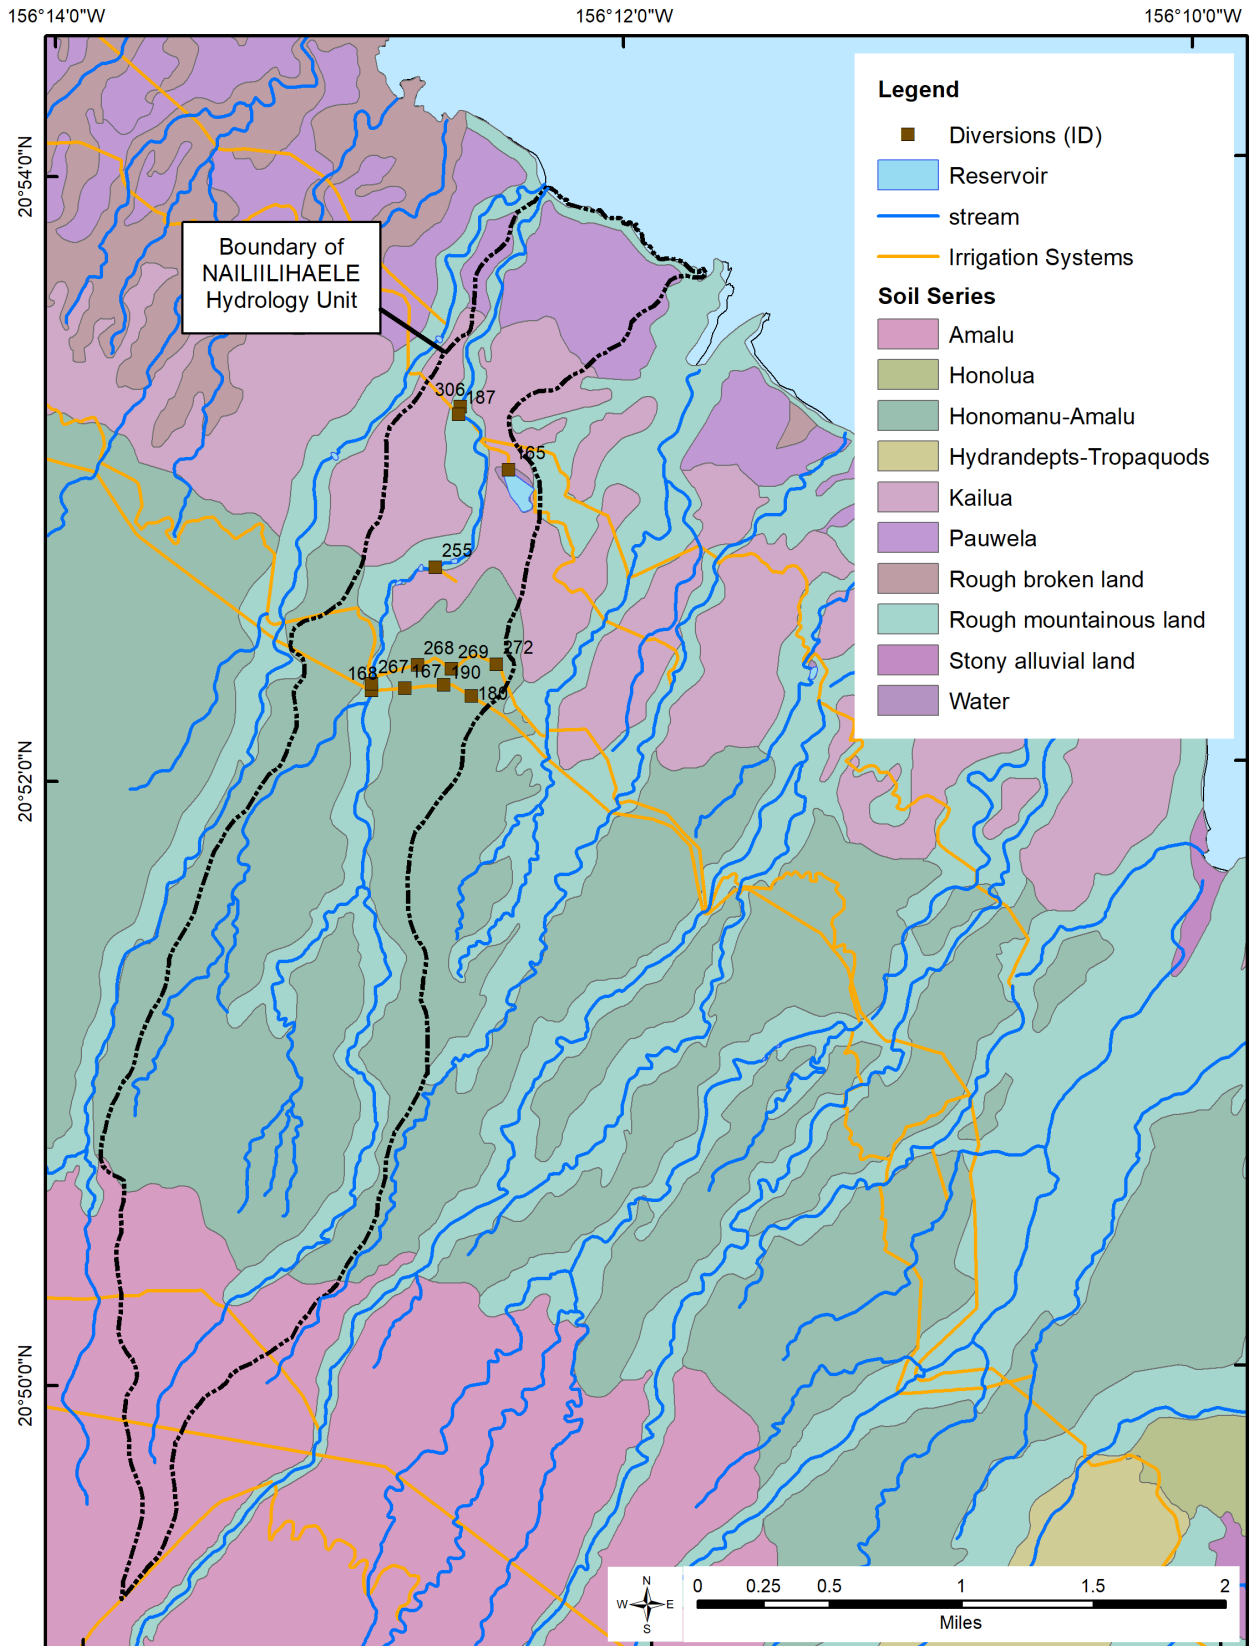 156°14'0"W
156°12'0"W
156°10'0"W
20°54'0"N
20°52'0"N
20°50'0"N
Boundary of
NAILIILIHAELE
Hydrology Unit
306
187
165
255
268
269
272
168
267
167
190
180
Legend
Diversions (ID)
Reservoir
stream
Irrigation Systems
Soil Series
Amalu
Honolua
Honomanu-Amalu
Hydrandepts-Tropaquods
Kailua
Pauwela
Rough broken land
Rough mountainous land
Stony alluvial land
Water
N
W E
S
0 0.25 0.5 1 1.5 2
Miles